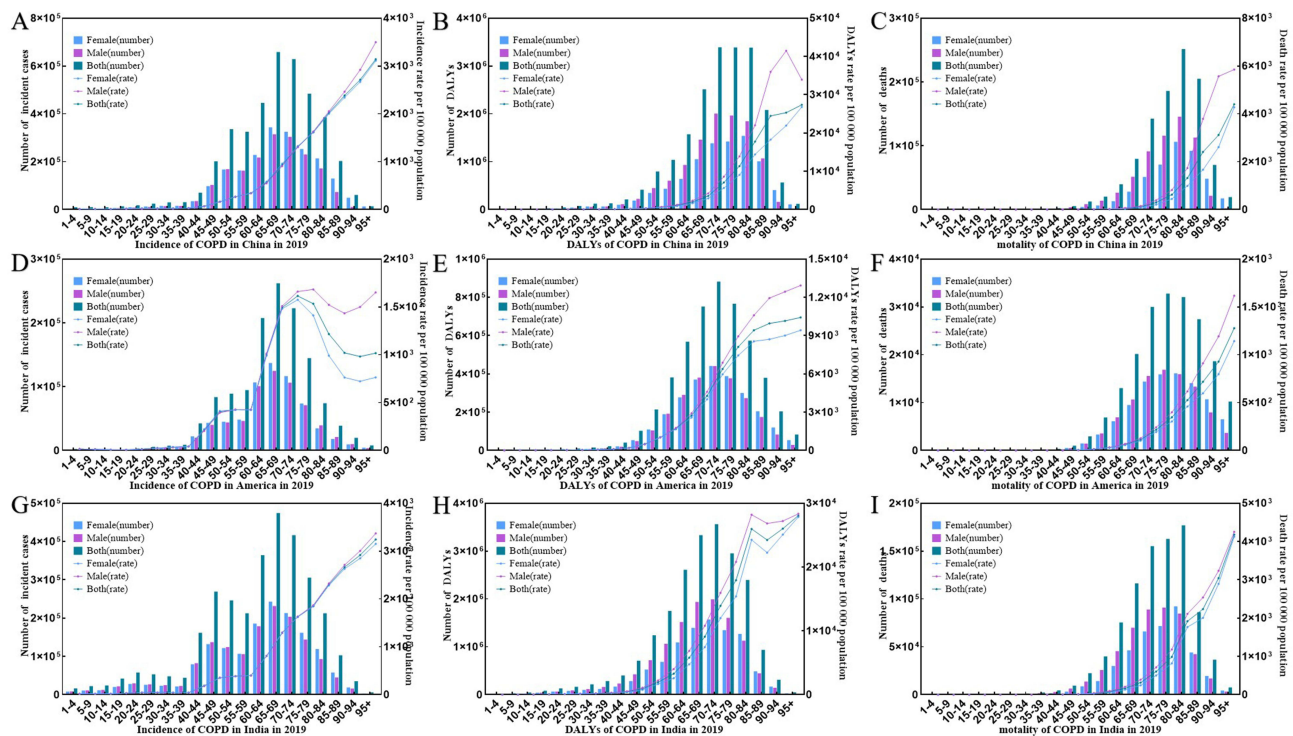 A
8×10⁵
6×10⁵
4×10⁵
2×10⁵
0
Number of incident cases
Female(number)
Male(number)
Both(number)
Female(rate)
Male(rate)
Both(rate)
4×10³
3×10³
2×10³
1×10³
0
Incidence rate per 100 000 population
1-4 5-9 10-14 15-19 20-24 25-29 30-34 35-39 40-44 45-49 50-54 55-59 60-64 65-69 70-74 75-79 80-84 85-89 90-94 95+
Incidence of COPD in China in 2019
B
4×10⁶
3×10⁶
2×10⁶
1×10⁶
0
Number of DALYs
Female(number)
Male(number)
Both(number)
Female(rate)
Male(rate)
Both(rate)
5×10⁴
4×10⁴
3×10⁴
2×10⁴
1×10⁴
0
DALYs rate per 100 000 population
1-4 5-9 10-14 15-19 20-24 25-29 30-34 35-39 40-44 45-49 50-54 55-59 60-64 65-69 70-74 75-79 80-84 85-89 90-94 95+
DALYs of COPD in China in 2019
C
3×10⁵
2×10⁵
1×10⁵
0
Number of deaths
Female(number)
Male(number)
Both(number)
Female(rate)
Male(rate)
Both(rate)
8×10³
6×10³
4×10³
2×10³
0
Death rate per 100 000 population
1-4 5-9 10-14 15-19 20-24 25-29 30-34 35-39 40-44 45-49 50-54 55-59 60-64 65-69 70-74 75-79 80-84 85-89 90-94 95+
motality of COPD in China in 2019
D
3×10⁵
2×10⁵
1×10⁵
0
Number of incident cases
Female(number)
Male(number)
Both(number)
Female(rate)
Male(rate)
Both(rate)
2×10³
1.5×10³
1×10³
5×10²
0
Incidence rate per 100 000 population
1-4 5-9 10-14 15-19 20-24 25-29 30-34 35-39 40-44 45-49 50-54 55-59 60-64 65-69 70-74 75-79 80-84 85-89 90-94 95+
Incidence of COPD in America in 2019
E
1×10⁶
8×10⁵
6×10⁵
4×10⁵
2×10⁵
0
Number of DALYs
Female(number)
Male(number)
Both(number)
Female(rate)
Male(rate)
Both(rate)
1.5×10⁴
1.2×10⁴
9×10³
6×10³
3×10³
0
DALYs rate per 100 000 population
1-4 5-9 10-14 15-19 20-24 25-29 30-34 35-39 40-44 45-49 50-54 55-59 60-64 65-69 70-74 75-79 80-84 85-89 90-94 95+
DALYs of COPD in America in 2019
F
4×10⁴
3×10⁴
2×10⁴
1×10⁴
0
Number of deaths
Female(number)
Male(number)
Both(number)
Female(rate)
Male(rate)
Both(rate)
2×10³
1.5×10³
1×10³
5×10²
0
Death rate per 100 000 population
1-4 5-9 10-14 15-19 20-24 25-29 30-34 35-39 40-44 45-49 50-54 55-59 60-64 65-69 70-74 75-79 80-84 85-89 90-94 95+
motality of COPD in America in 2019
G
5×10⁵
4×10⁵
3×10⁵
2×10⁵
1×10⁵
0
Number of incident cases
Female(number)
Male(number)
Both(number)
Female(rate)
Male(rate)
Both(rate)
4×10³
3×10³
2×10³
1×10³
0
Incidence rate per 100 000 population
1-4 5-9 10-14 15-19 20-24 25-29 30-34 35-39 40-44 45-49 50-54 55-59 60-64 65-69 70-74 75-79 80-84 85-89 90-94 95+
Incidence of COPD in India in 2019
H
4×10⁶
3×10⁶
2×10⁶
1×10⁶
0
Number of DALYs
Female(number)
Male(number)
Both(number)
Female(rate)
Male(rate)
Both(rate)
3×10⁴
2×10⁴
1×10⁴
0
DALYs rate per 100 000 population
1-4 5-9 10-14 15-19 20-24 25-29 30-34 35-39 40-44 45-49 50-54 55-59 60-64 65-69 70-74 75-79 80-84 85-89 90-94 95+
DALYs of COPD in India in 2019
I
2×10⁵
1.5×10⁵
1×10⁵
5×10⁴
0
Number of deaths
Female(number)
Male(number)
Both(number)
Female(rate)
Male(rate)
Both(rate)
5×10³
4×10³
3×10³
2×10³
1×10³
0
Death rate per 100 000 population
1-4 5-9 10-14 15-19 20-24 25-29 30-34 35-39 40-44 45-49 50-54 55-59 60-64 65-69 70-74 75-79 80-84 85-89 90-94 95+
motality of COPD in India in 2019